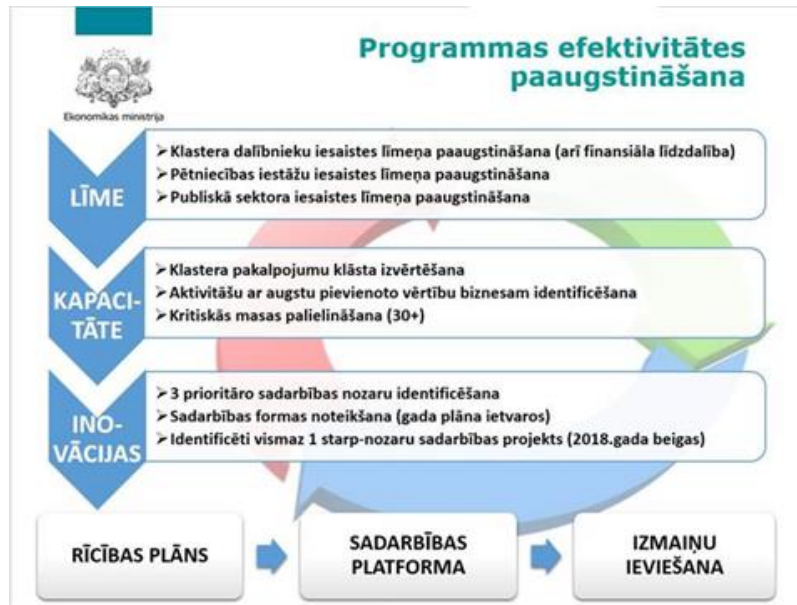 Programmas efektivitātes
paaugstināšana
Ekonomikas ministrija
LĪME
➢Klastera dalībnieku iesaistes līmeņa paaugstināšana (arī finansiāla līdzdalība)
➢Pētniecības iestāžu iesaistes līmeņa paaugstināšana
➢Publiskā sektora iesaistes līmeņa paaugstināšana
KAPACI-
TĀTE
➢Klastera pakalpojumu klāsta izvērtēšana
➢Aktivitāšu ar augstu pievienoto vērtību biznesam identificēšana
➢Kritiskās masas palielināšana (30+)
INO-
VĀCIJAS
➢3 prioritāro sadarbības nozaru identificēšana
➢Sadarbības formas noteikšana (gada plāna ietvaros)
➢Identificēti vismaz 1 starp-nozaru sadarbības projekts (2018.gada beigas)
RĪCĪBAS PLĀNS
SADARBĪBAS
PLATFORMA
IZMAIŅU
IEVIEŠANA